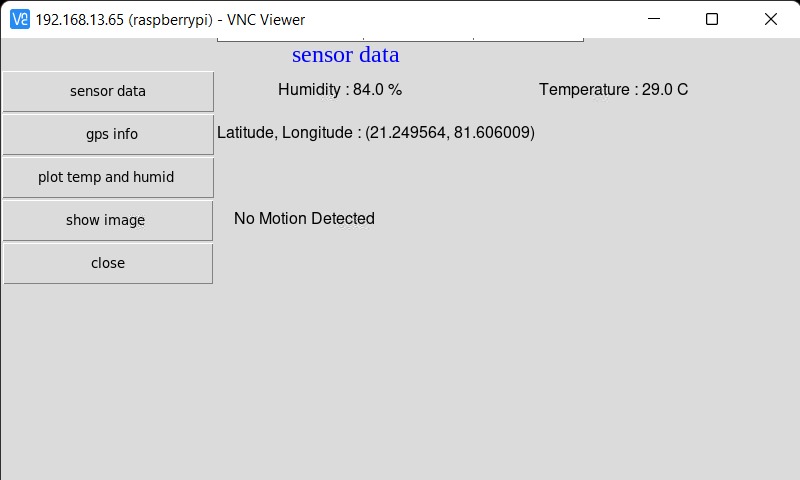 VC 192.168.13.65 (raspberrypi) - VNC Viewer
sensor data
sensor data Humidity : 84.0 % Temperature : 29.0 C
gps info Latitude, Longitude : (21.249564, 81.606009)
plot temp and humid
show image No Motion Detected
close